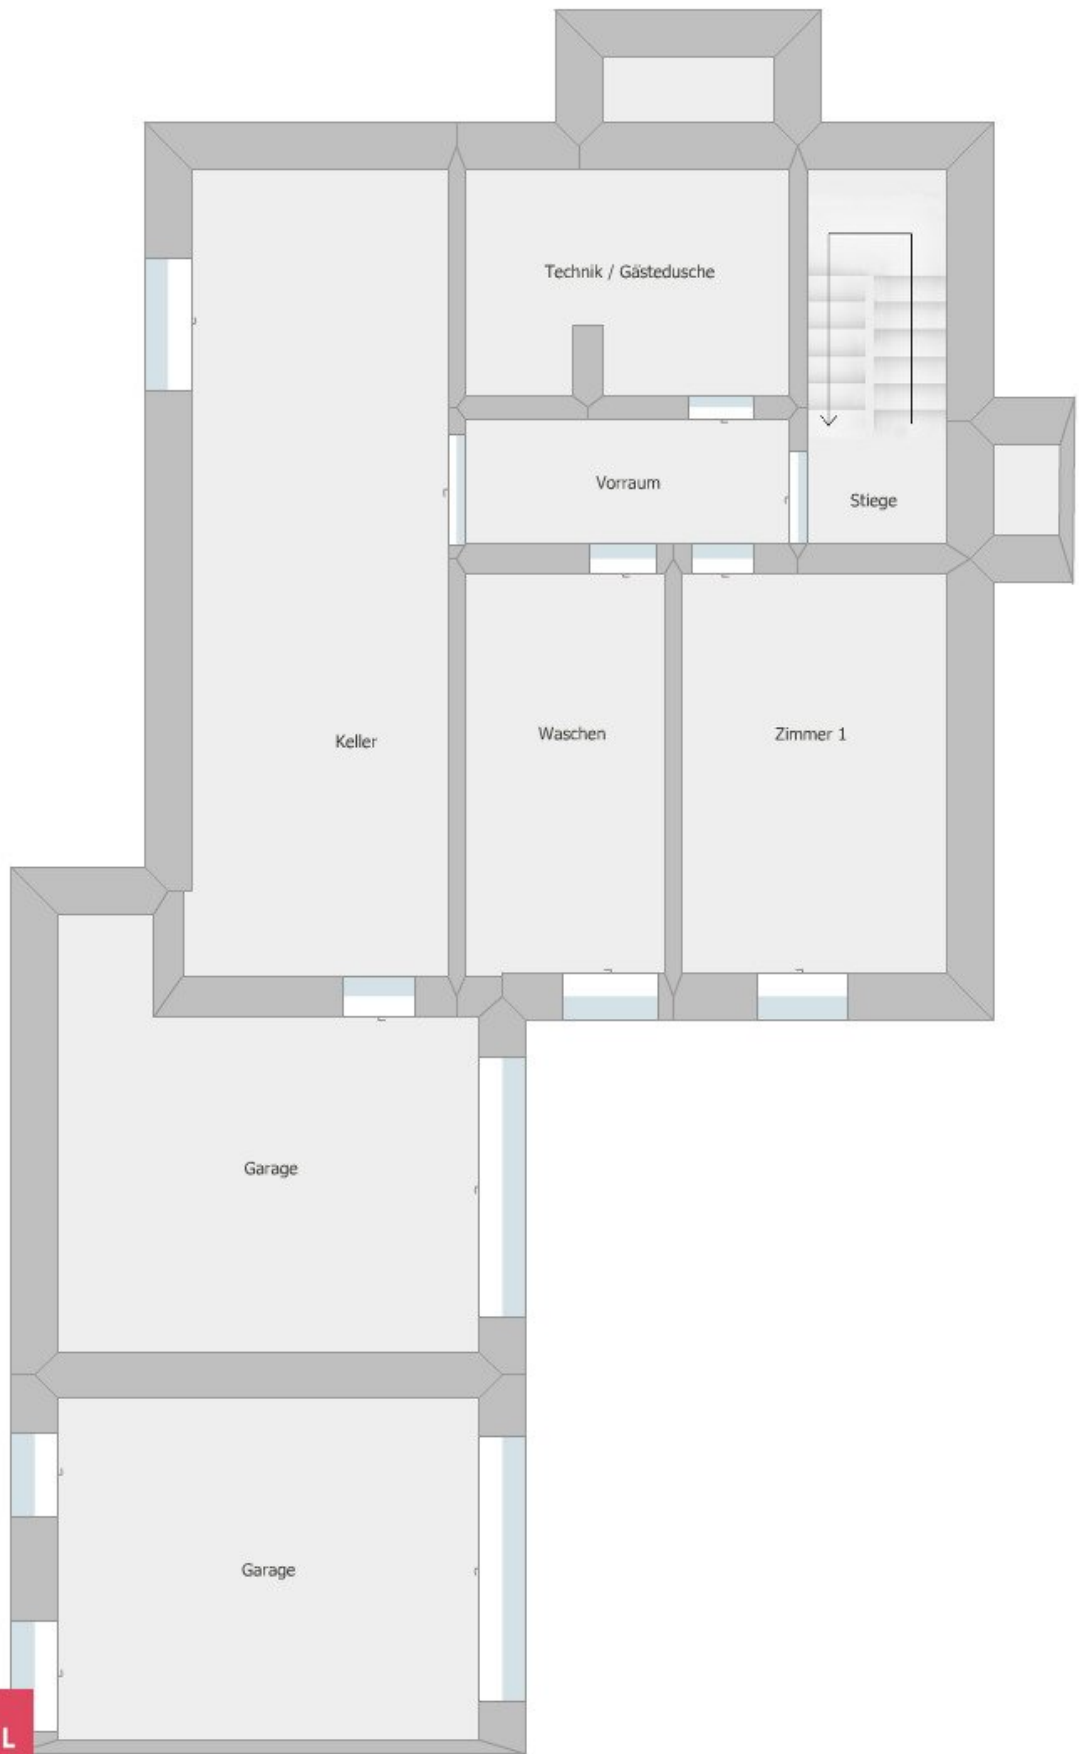 Technik / Gästedusche
Vorraum
Stiege
Keller
Waschen
Zimmer 1
Garage
Garage
L